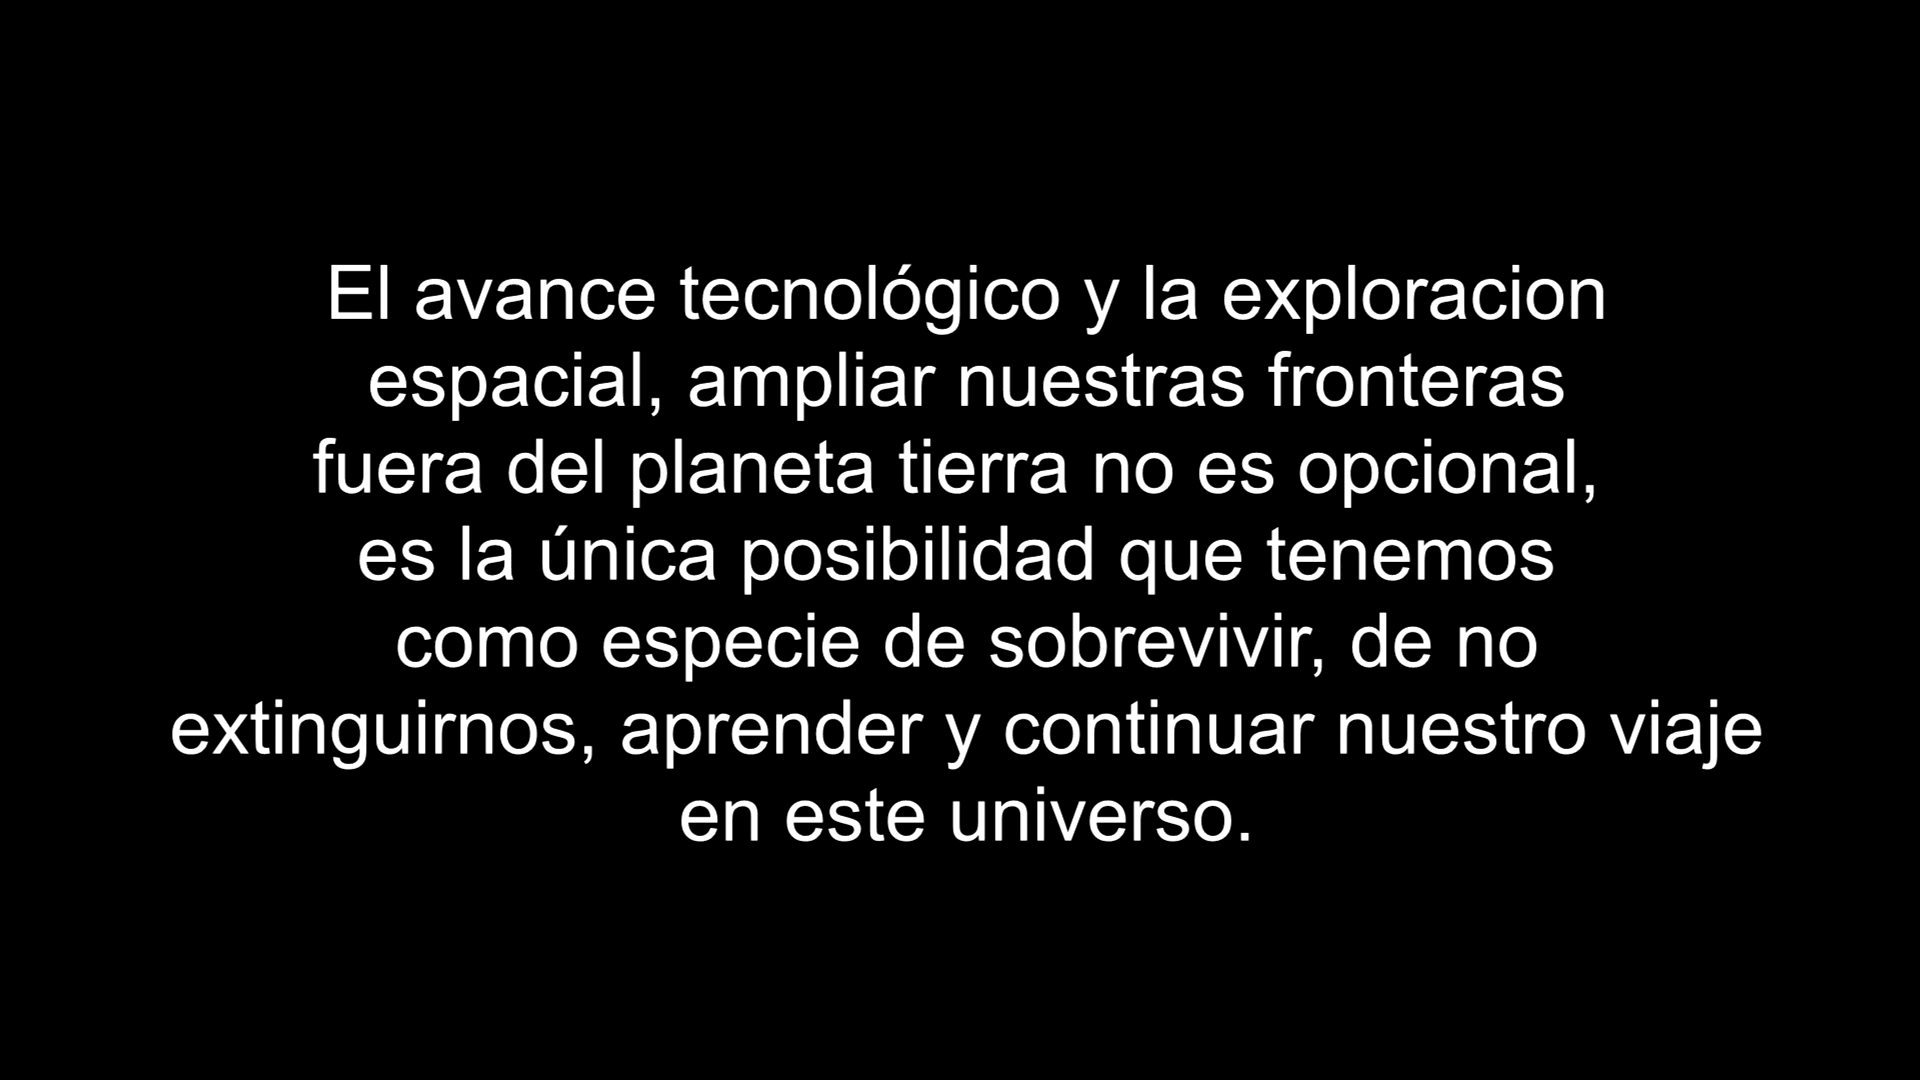 El avance tecnológico y la exploracion
espacial, ampliar nuestras fronteras
fuera del planeta tierra no es opcional,
es la única posibilidad que tenemos
como especie de sobrevivir, de no
extinguirnos, aprender y continuar nuestro viaje
en este universo.